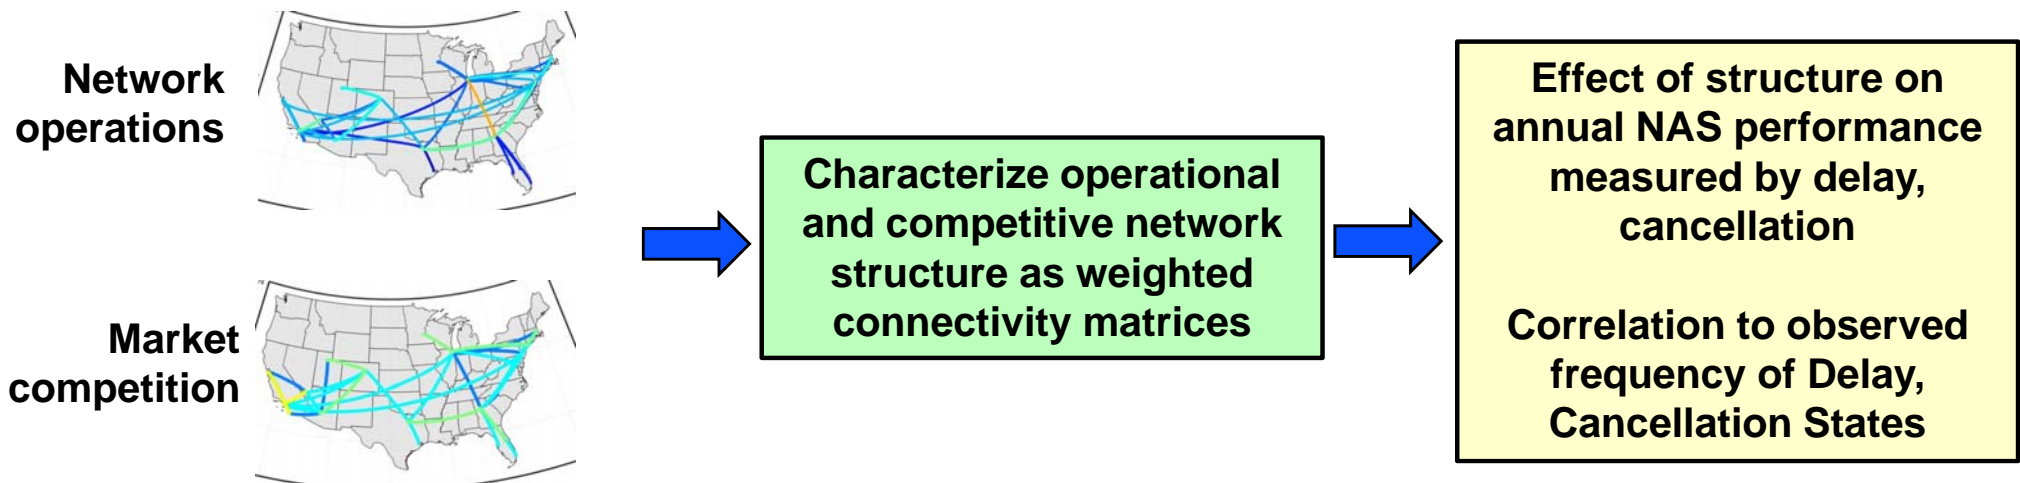 Network
operations
Market
competition
Characterize operational
and competitive network
structure as weighted
connectivity matrices
Effect of structure on
annual NAS performance
measured by delay,
cancellation
Correlation to observed
frequency of Delay,
Cancellation States